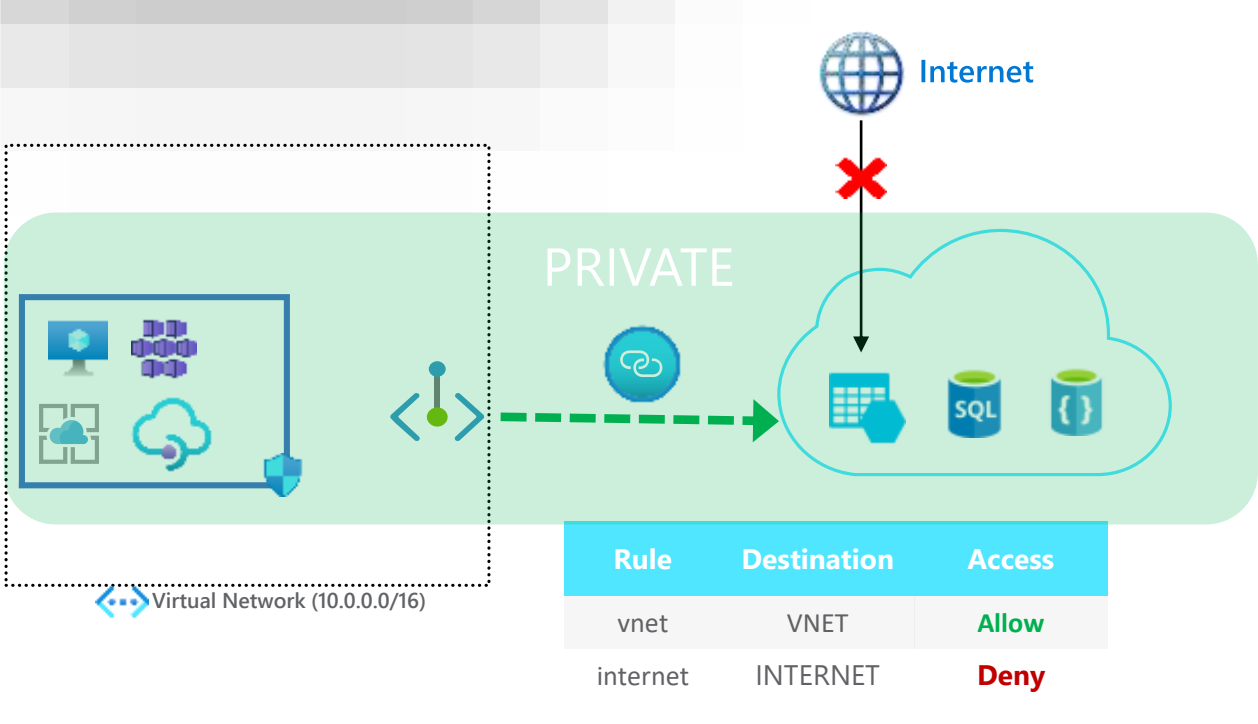 Internet
PRIVATE
SQL
{ }
Virtual Network (10.0.0.0/16)
Rule Destination Access
vnet VNET Allow
internet INTERNET Deny